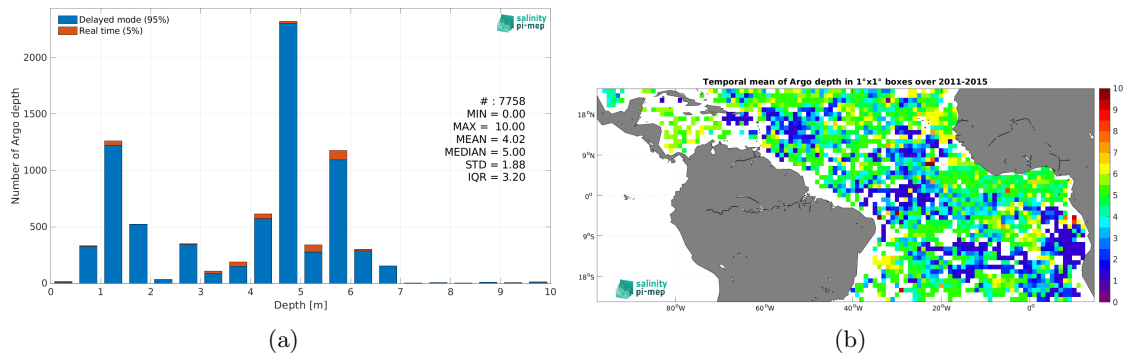 Delayed mode (95%)
Real time (5%)
salinity
pi-mep
# : 7758
MIN = 0.00
MAX = 10.00
MEAN = 4.02
MEDIAN = 5.00
STD = 1.88
IQR = 3.20
Number of Argo depth
2000
1500
1000
500
0
0 1 2 3 4 5 6 7 8 9 10
Depth [m]
(a)
Temporal mean of Argo depth in 1°x1° boxes over 2011-2015
18°N
9°N
0°
9°S
18°S
80°W 60°W 40°W 20°W 0°
salinity
pi-mep
10
9
8
7
6
5
4
3
2
1
0
(b)